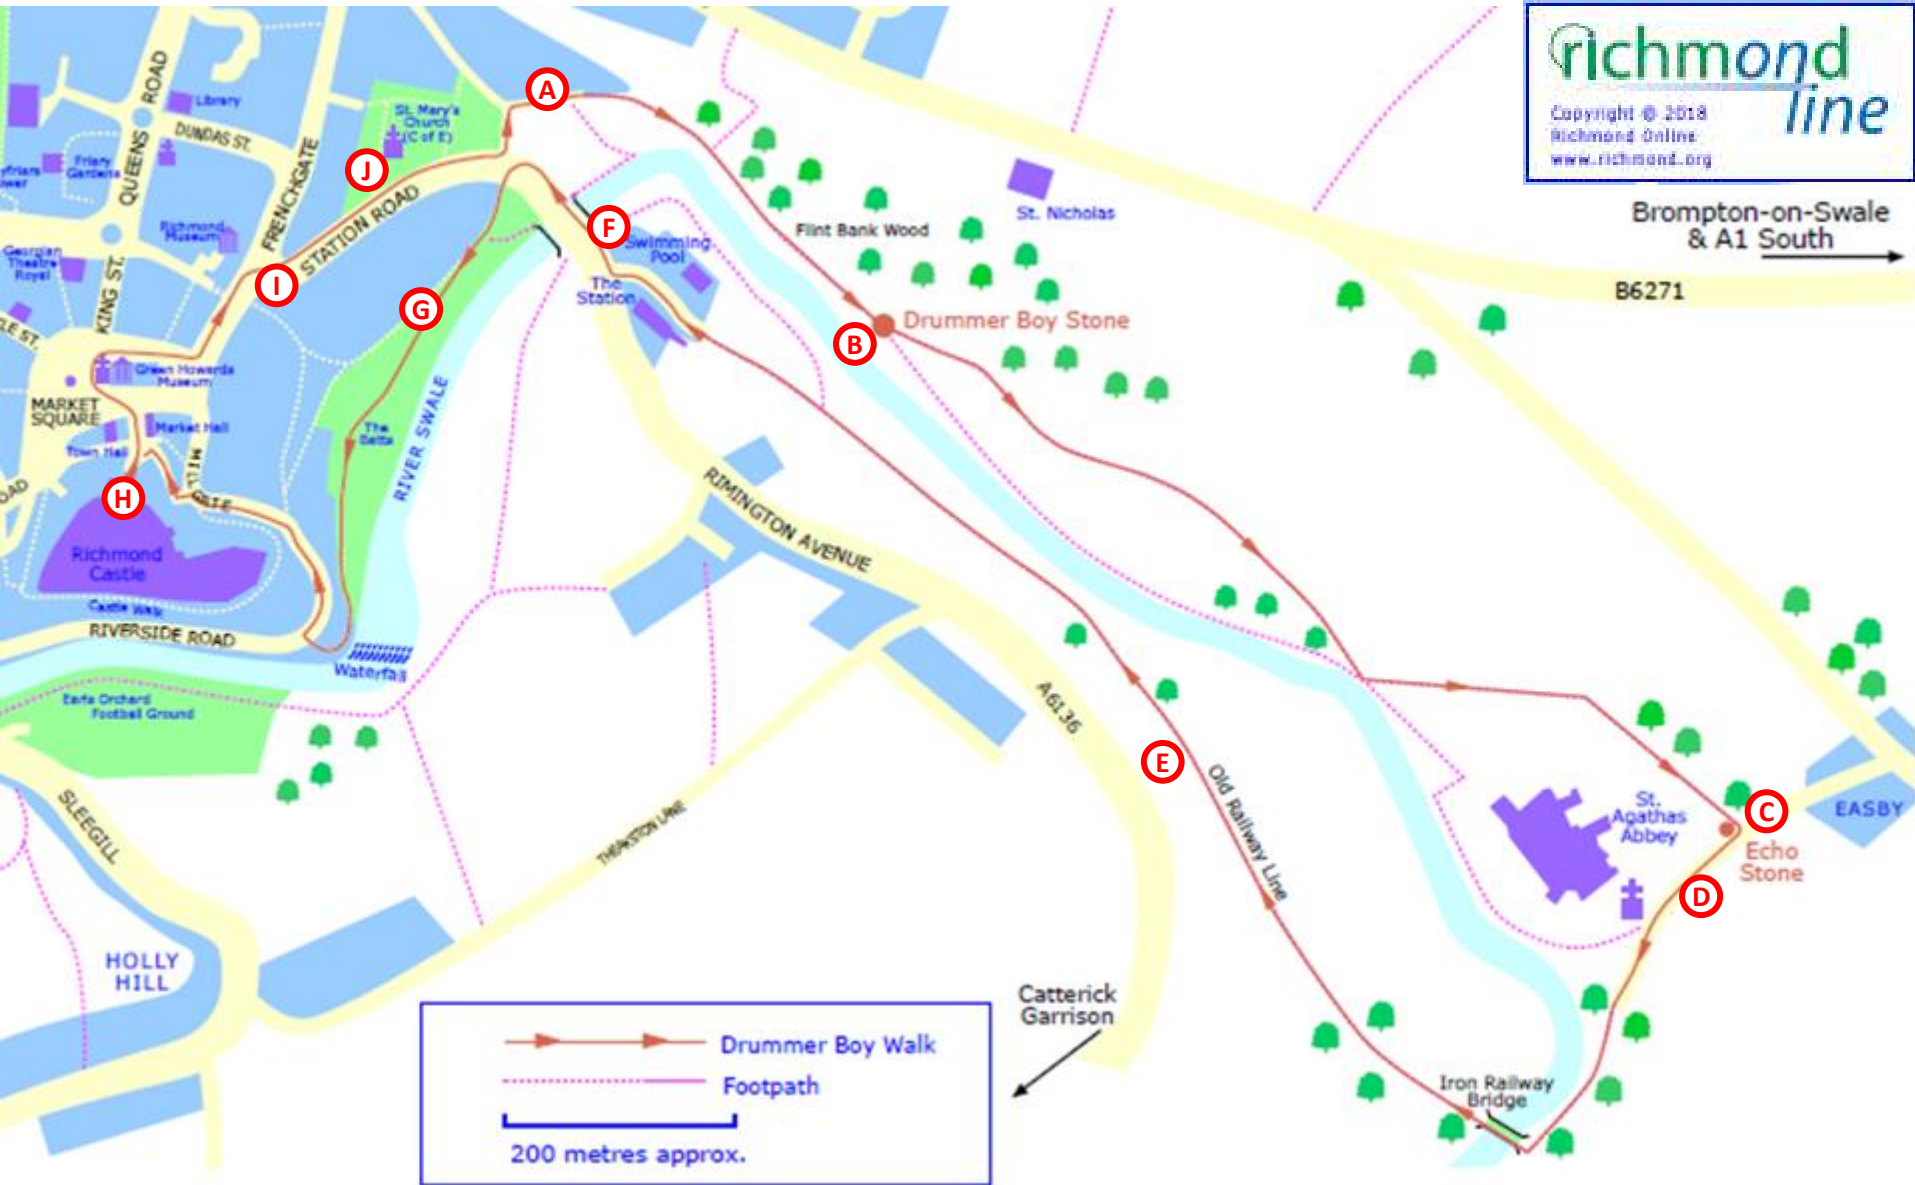 richmond
line
Copyright © 2018
Richmond Online
www.richmond.org
Brompton-on-Swale
& A1 South
B6271
A
B
C
D
E
F
G
H
I
J
QUEENS ROAD
Library
DUNDAS ST.
St. Mary's
Church
(C of E)
Friary
Gardens
FRENCHGATE
Richmond
Museum
Georgian
Theatre
Royal
KING ST.
STATION ROAD
Green Howards
Museum
MARKET
SQUARE
Market Hall
Town Hall
MILL
GATE
Richmond
Castle
Castle Walk
RIVERSIDE ROAD
The
Batts
RIVER SWALE
Waterfall
Earls Orchard
Football Ground
SLEEGILL
HOLLY
HILL
THEAKSTON LANE
Swimming
Pool
The
Station
St. Nicholas
Flint Bank Wood
Drummer Boy Stone
RIMINGTON AVENUE
A6136
Old Railway Line
St.
Agathas
Abbey
Echo
Stone
EASBY
Iron Railway
Bridge
Catterick
Garrison
Drummer Boy Walk
Footpath
200 metres approx.